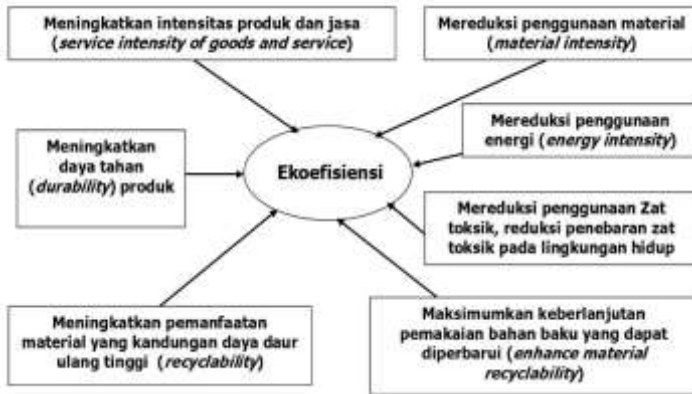 Meningkatkan intensitas produk dan jasa
(service intensity of goods and service)
Mereduksi penggunaan material
(material intensity)
Meningkatkan
daya tahan
(durability) produk
Ekoefisiensi
Mereduksi penggunaan
energi (energy intensity)
Mereduksi penggunaan Zat
toksik, reduksi penebaran zat
toksik pada lingkungan hidup
Meningkatkan pemanfaatan
material yang kandungan daya daur
ulang tinggi (recyclability)
Maksimumkan keberlanjutan
pemakaian bahan baku yang dapat
diperbarui (enhance material
recyclability)